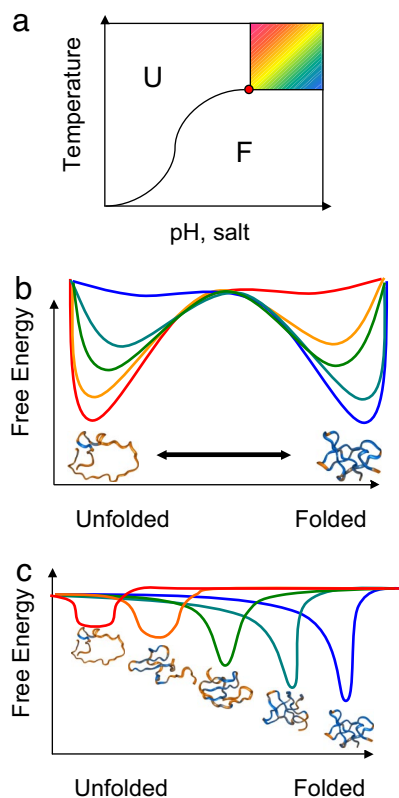 a
Temperature
U
F
pH, salt
b
Free Energy
Unfolded
Folded
c
Free Energy
Unfolded
Folded